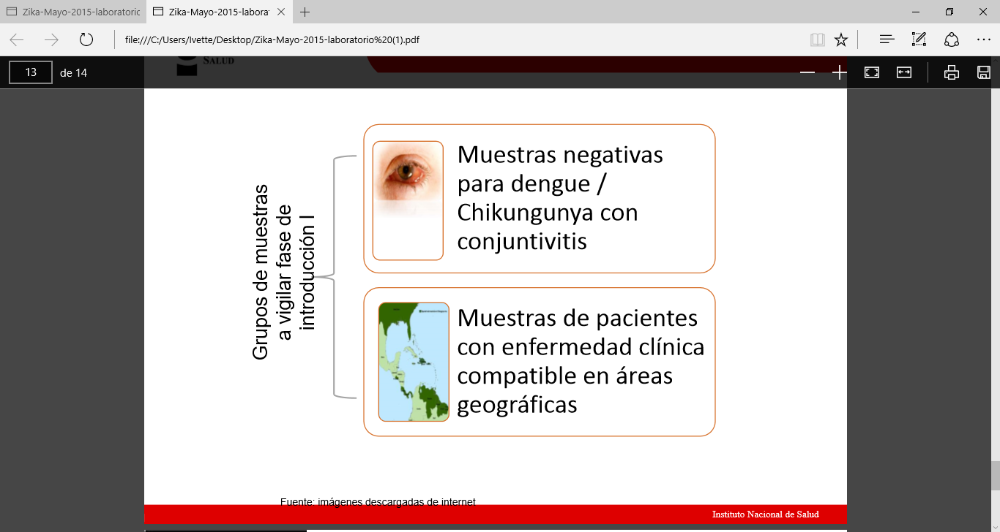 Zika-Mayo-2015-laboratoric
Zika-Mayo-2015-laborat
file:///C:/Users/Ivette/Desktop/Zika-Mayo-2015-laboratorio%20(1).pdf
13 de 14
SALUD
Grupos de muestras
a vigilar fase de
introducción I
Muestras negativas
para dengue /
Chikungunya con
conjuntivitis
Muestras de pacientes
con enfermedad clínica
compatible en áreas
geográficas
Fuente: imágenes descargadas de internet
Instituto Nacional de Salud